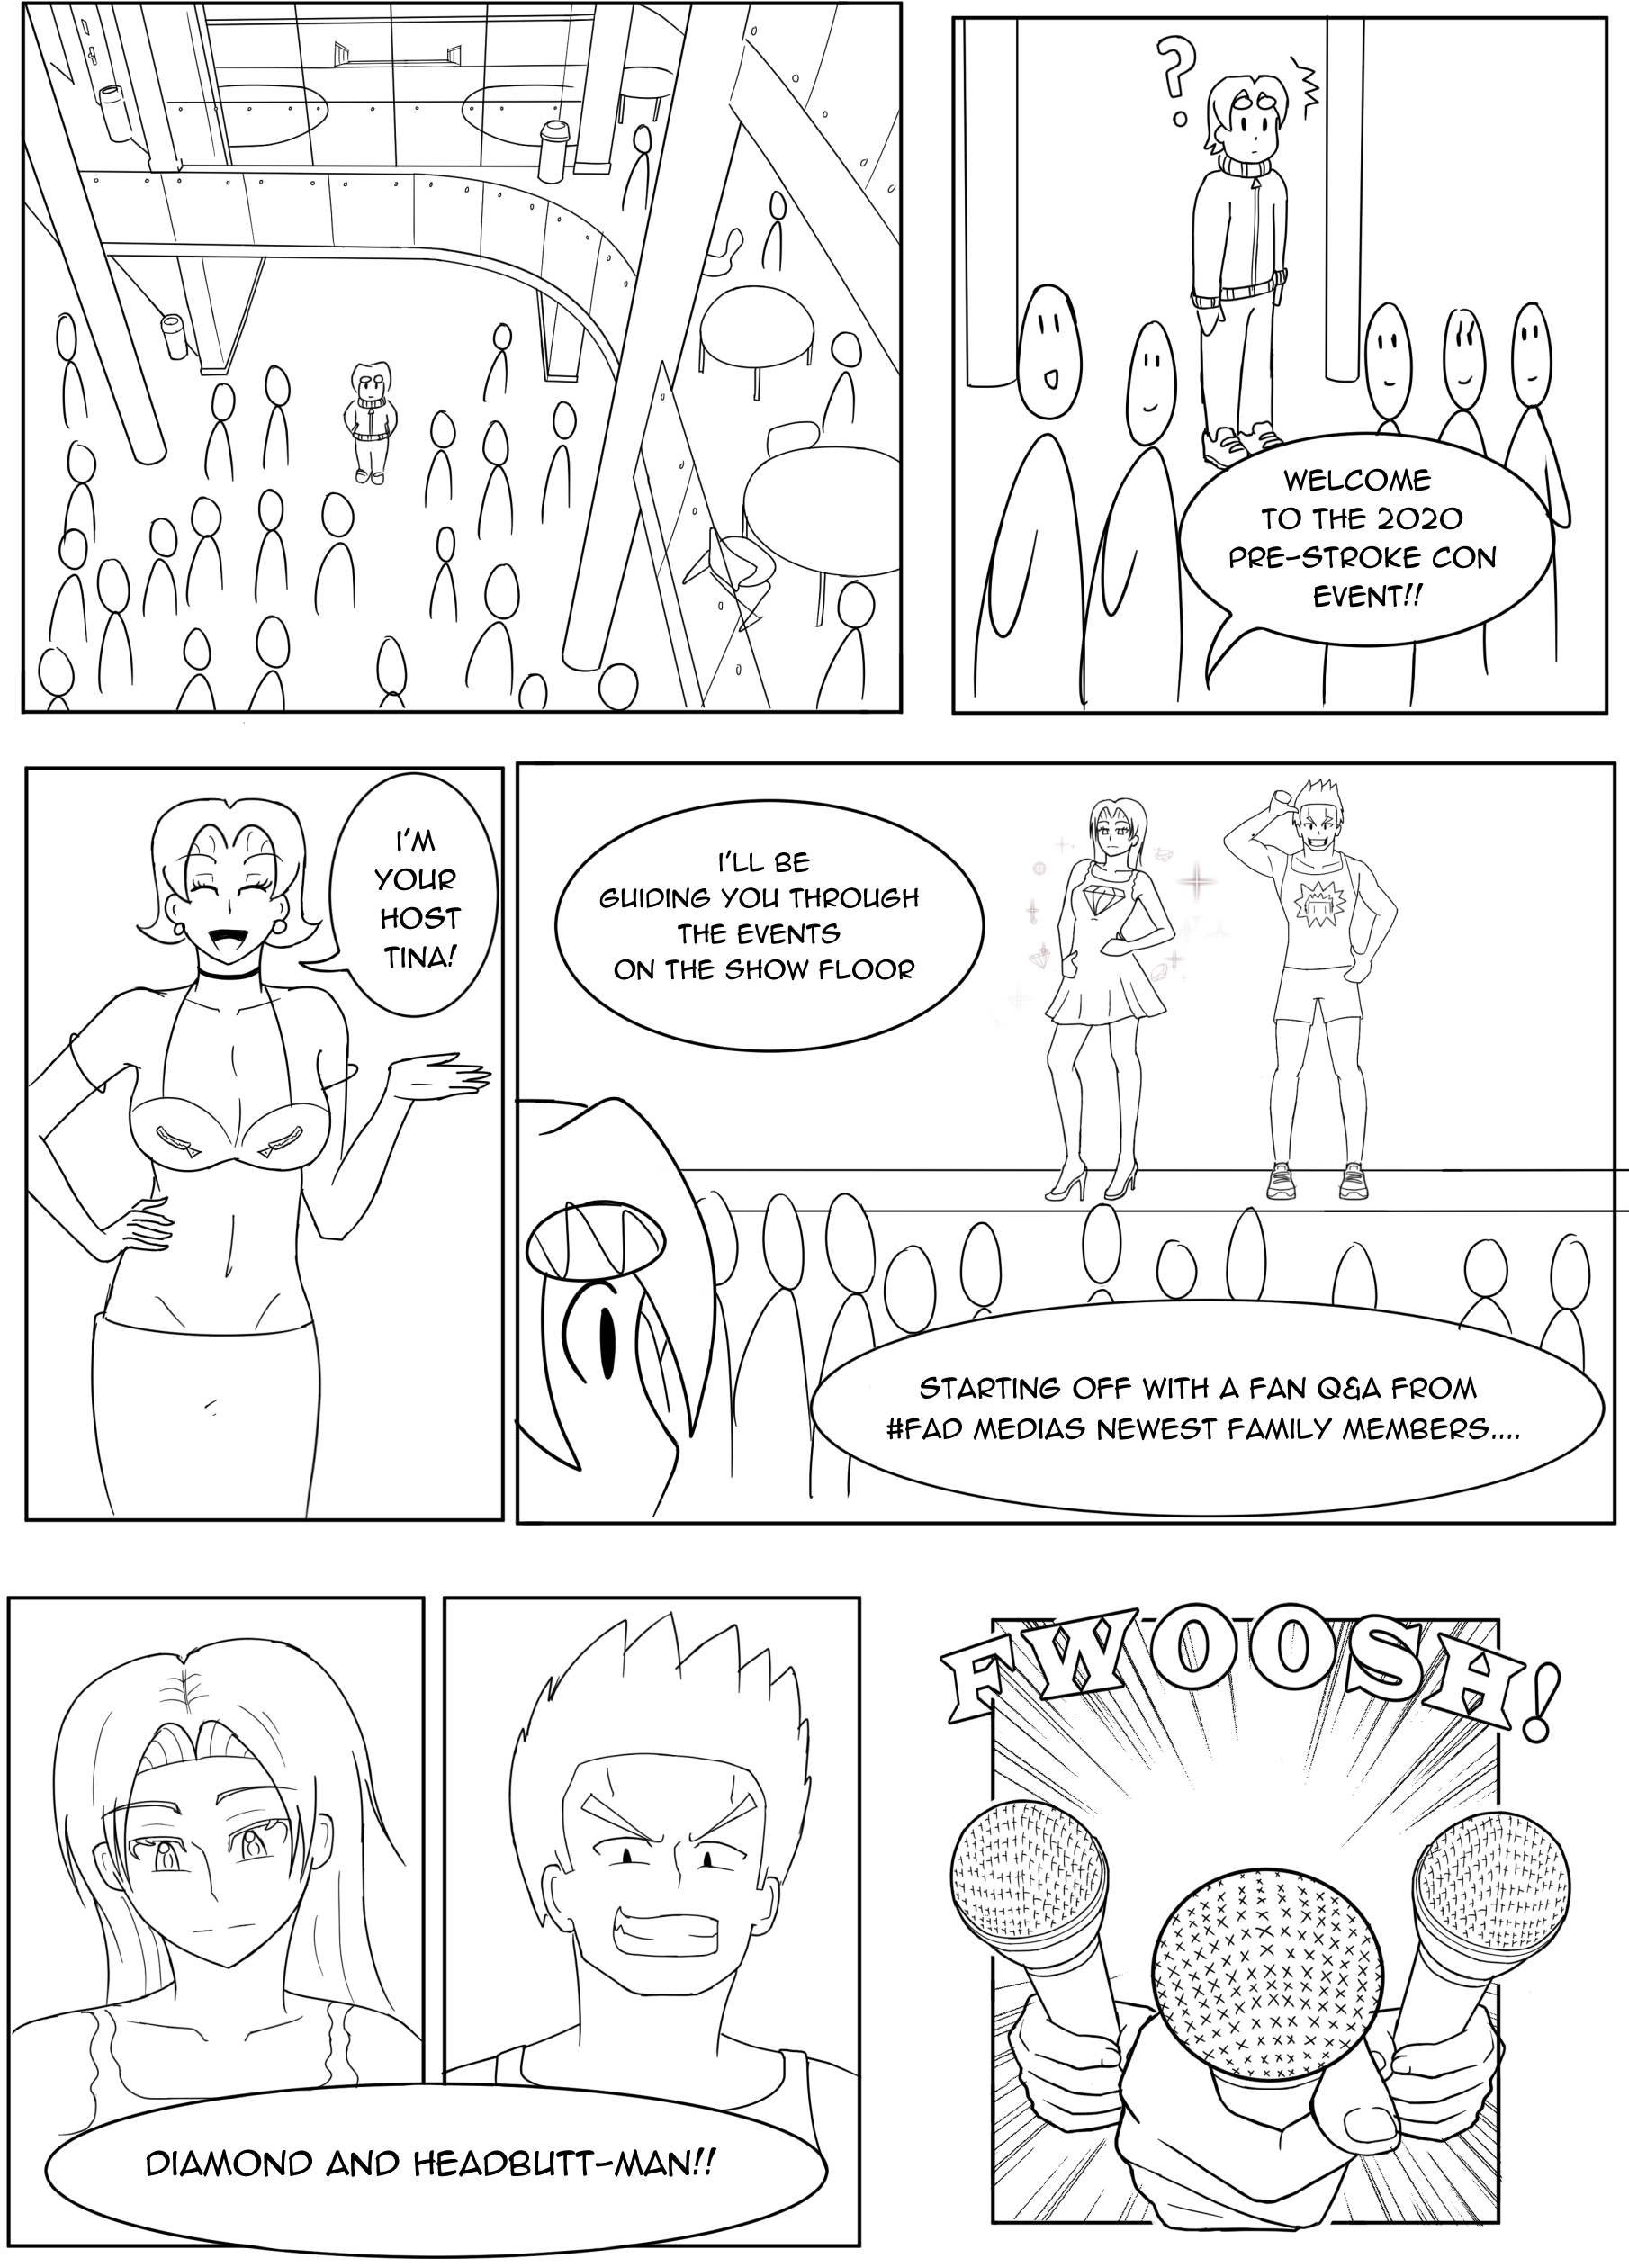 ?
WELCOME
TO THE 2020
PRE-STROKE CON
EVENT!!
I'M
YOUR
HOST
TINA!
I'LL BE
GUIDING YOU THROUGH
THE EVENTS
ON THE SHOW FLOOR
STARTING OFF WITH A FAN Q&A FROM
#FAD MEDIAS NEWEST FAMILY MEMBERS....
DIAMOND AND HEADBUTT-MAN!!
FWOOSH!